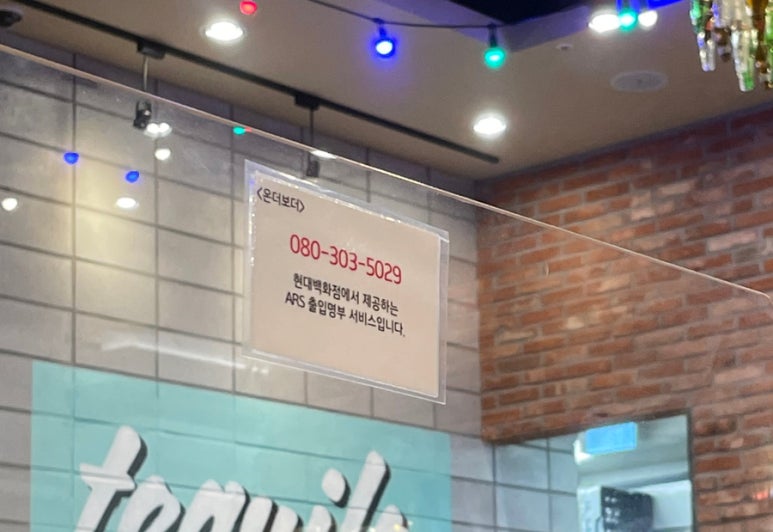 <온더보더>
080-303-5029
현대백화점에서 제공하는
ARS 출입명부 서비스입니다.
tequila